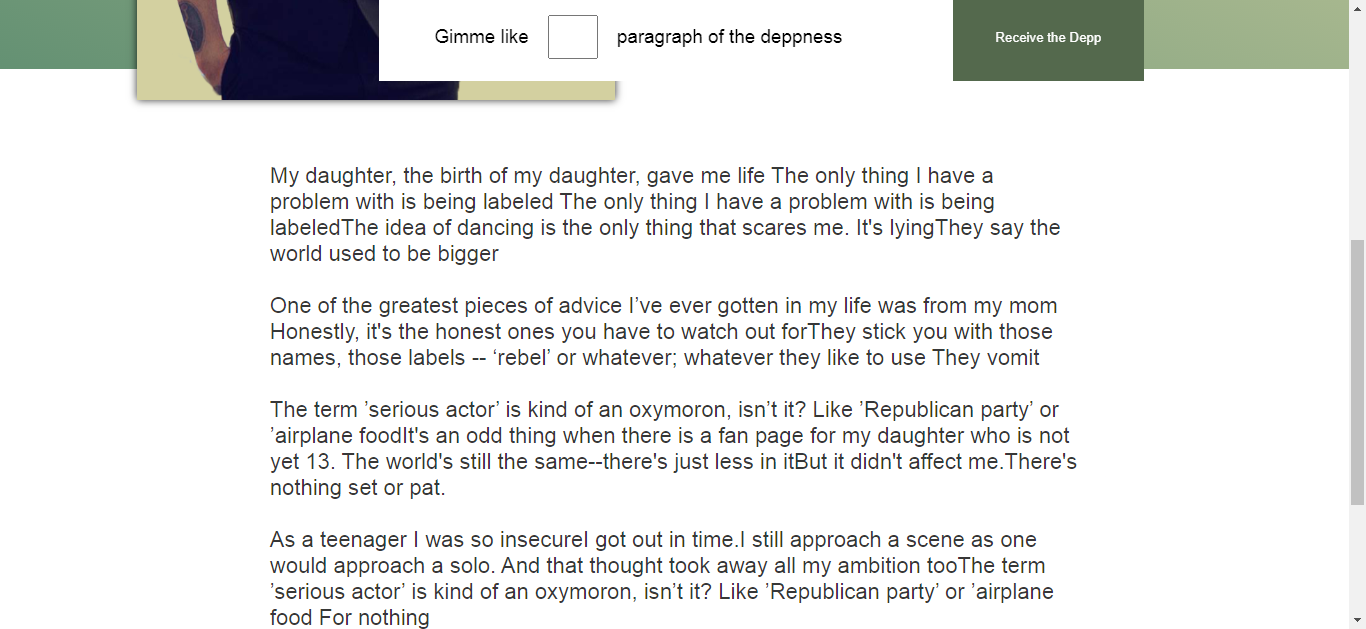 Gimme like paragraph of the deppness
Receive the Depp
My daughter, the birth of my daughter, gave me life The only thing I have a
problem with is being labeled The only thing I have a problem with is being
labeledThe idea of dancing is the only thing that scares me. It's lyingThey say the
world used to be bigger
One of the greatest pieces of advice I’ve ever gotten in my life was from my mom
Honestly, it's the honest ones you have to watch out forThey stick you with those
names, those labels -- ‘rebel’ or whatever; whatever they like to use They vomit
The term ’serious actor’ is kind of an oxymoron, isn’t it? Like ’Republican party’ or
’airplane foodIt's an odd thing when there is a fan page for my daughter who is not
yet 13. The world's still the same--there's just less in itBut it didn't affect me.There's
nothing set or pat.
As a teenager I was so insecureI got out in time.I still approach a scene as one
would approach a solo. And that thought took away all my ambition tooThe term
’serious actor’ is kind of an oxymoron, isn’t it? Like ’Republican party’ or ’airplane
food For nothing